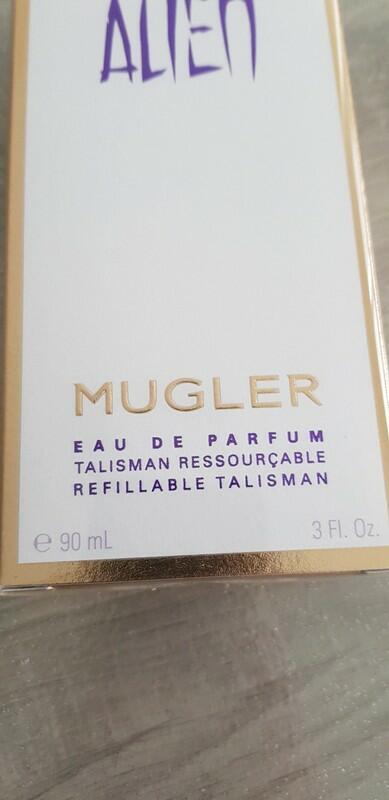 ALIEN
MUGLER
EAU DE PARFUM
TALISMAN RESSOURÇABLE
REFILLABLE TALISMAN
℮ 90 mL
3 Fl. Oz.